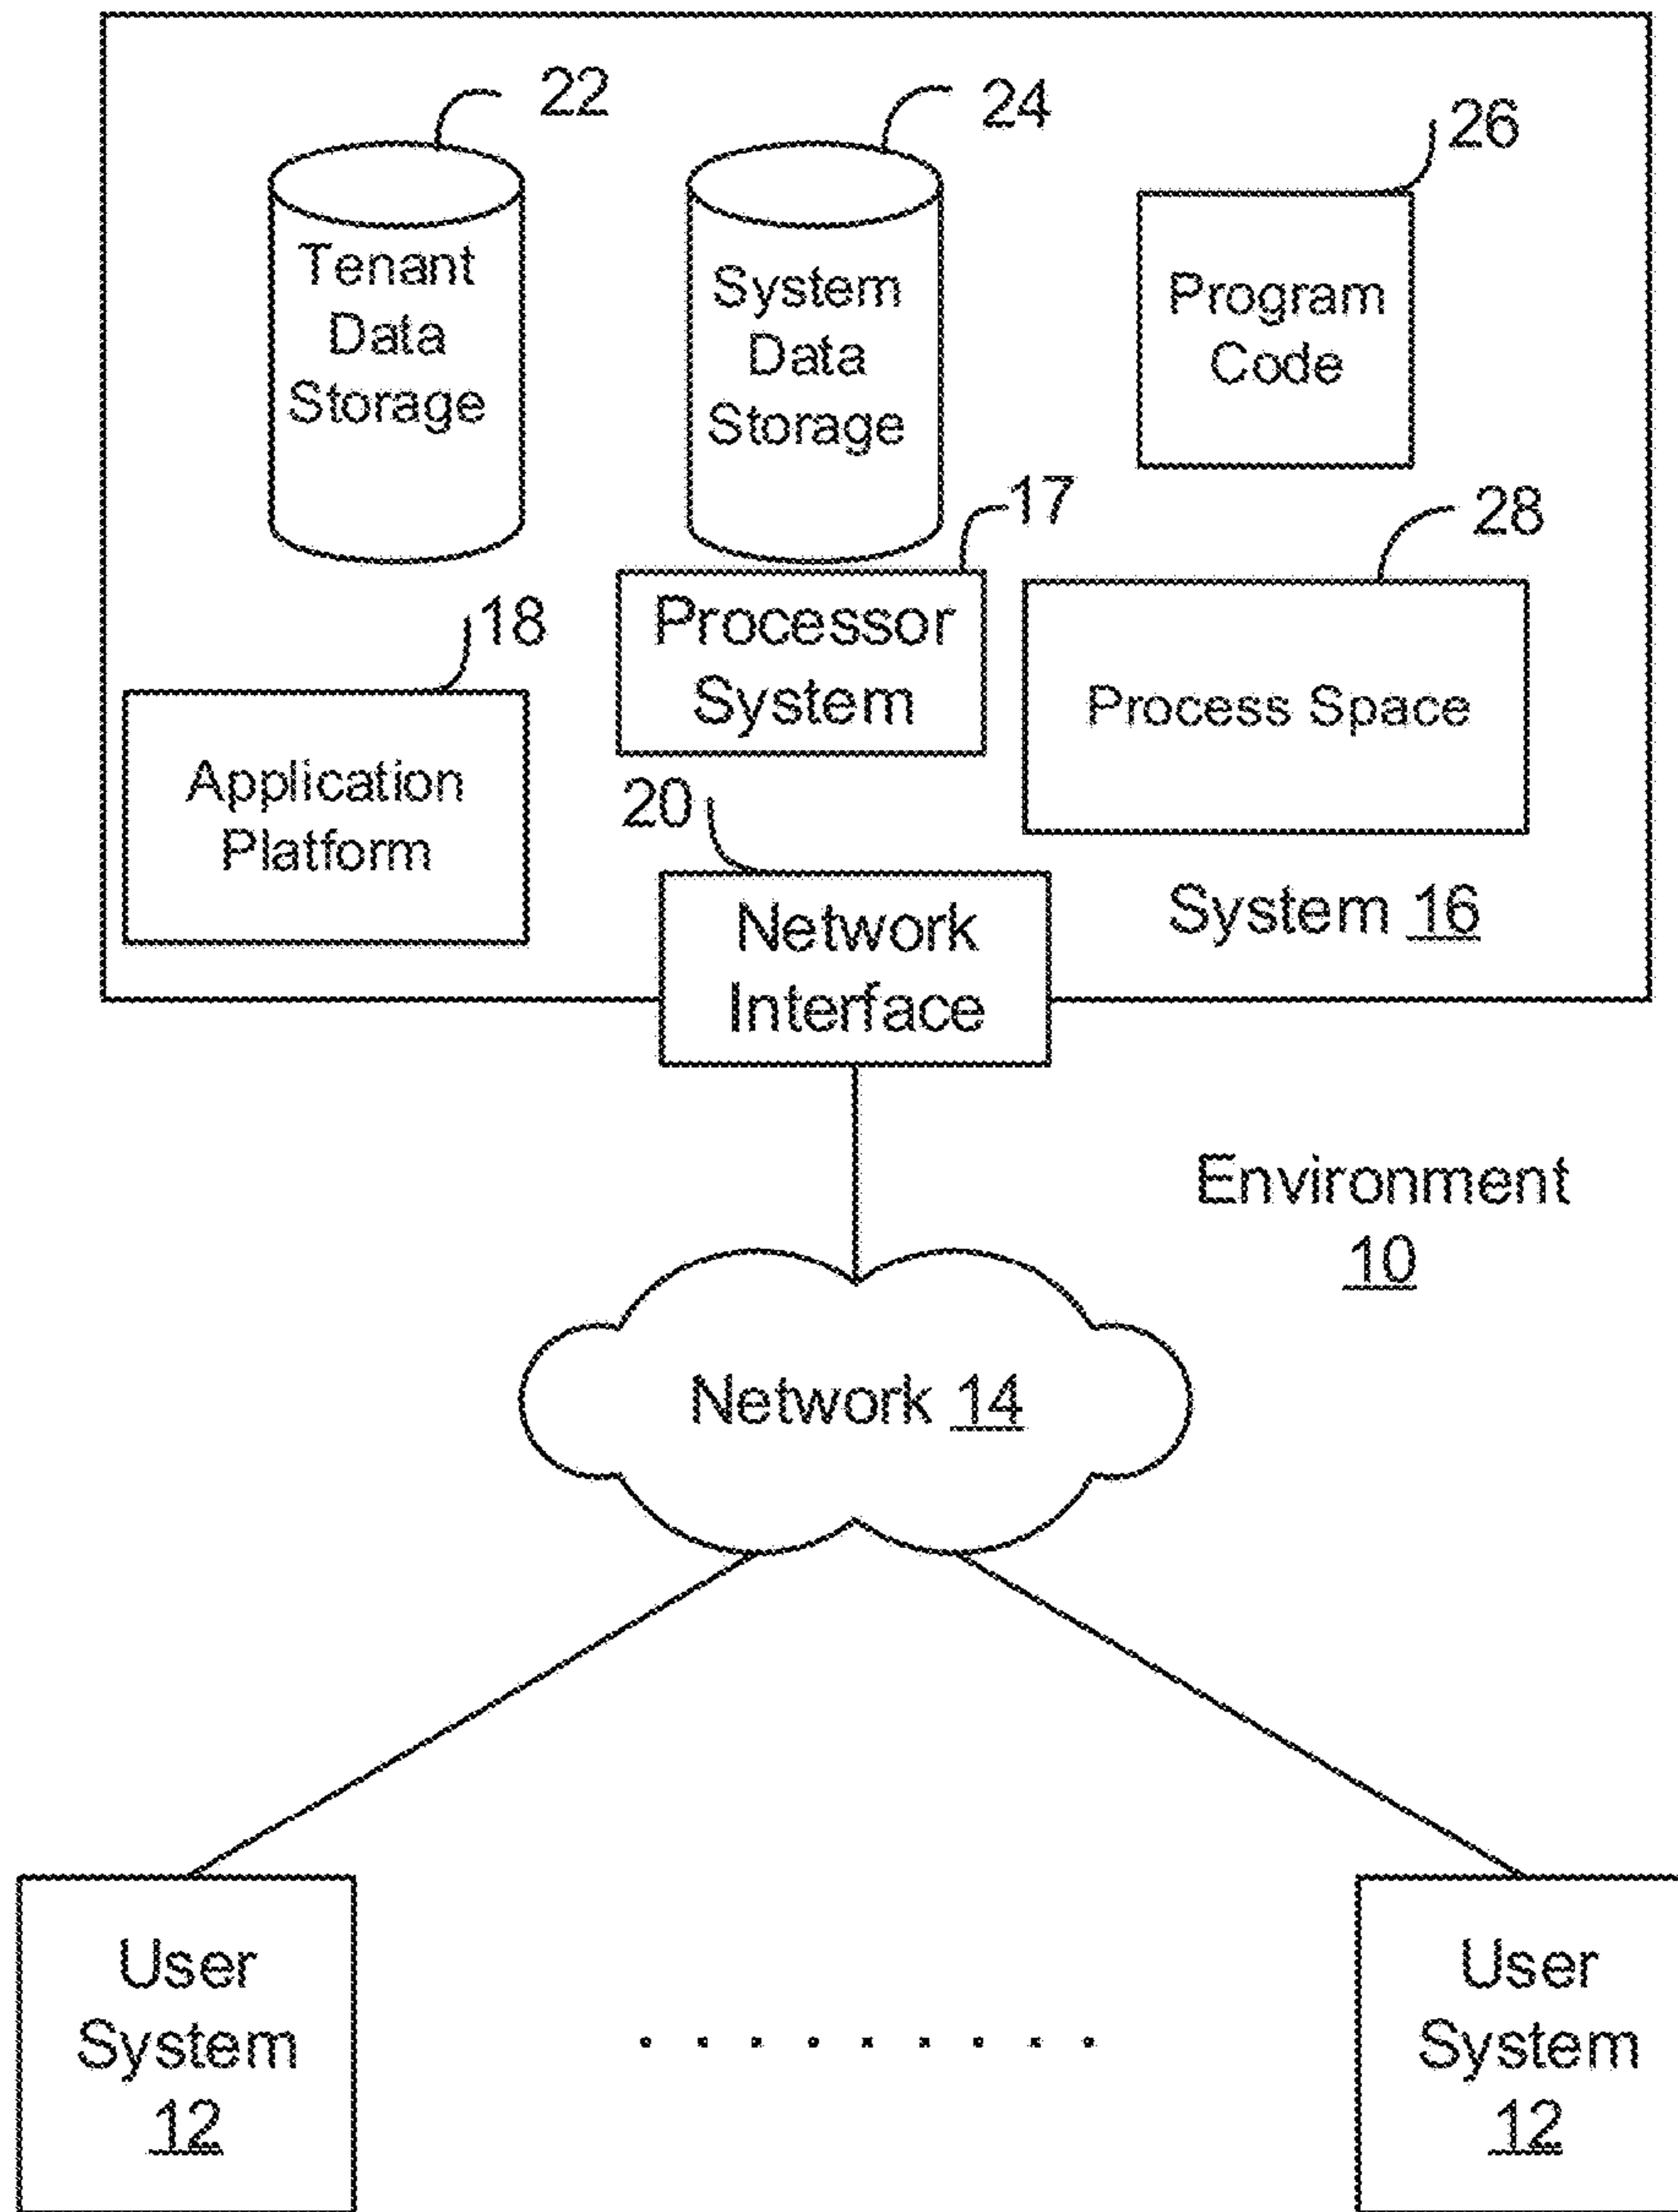 22
24
26
Tenant
Data
Storage
System
Data
Storage
Program
Code
17
28
18
Processor
System
Process Space
Application
Platform
20
System 16
Network
Interface
Environment
10
Network 14
User
System
12
User
System
12